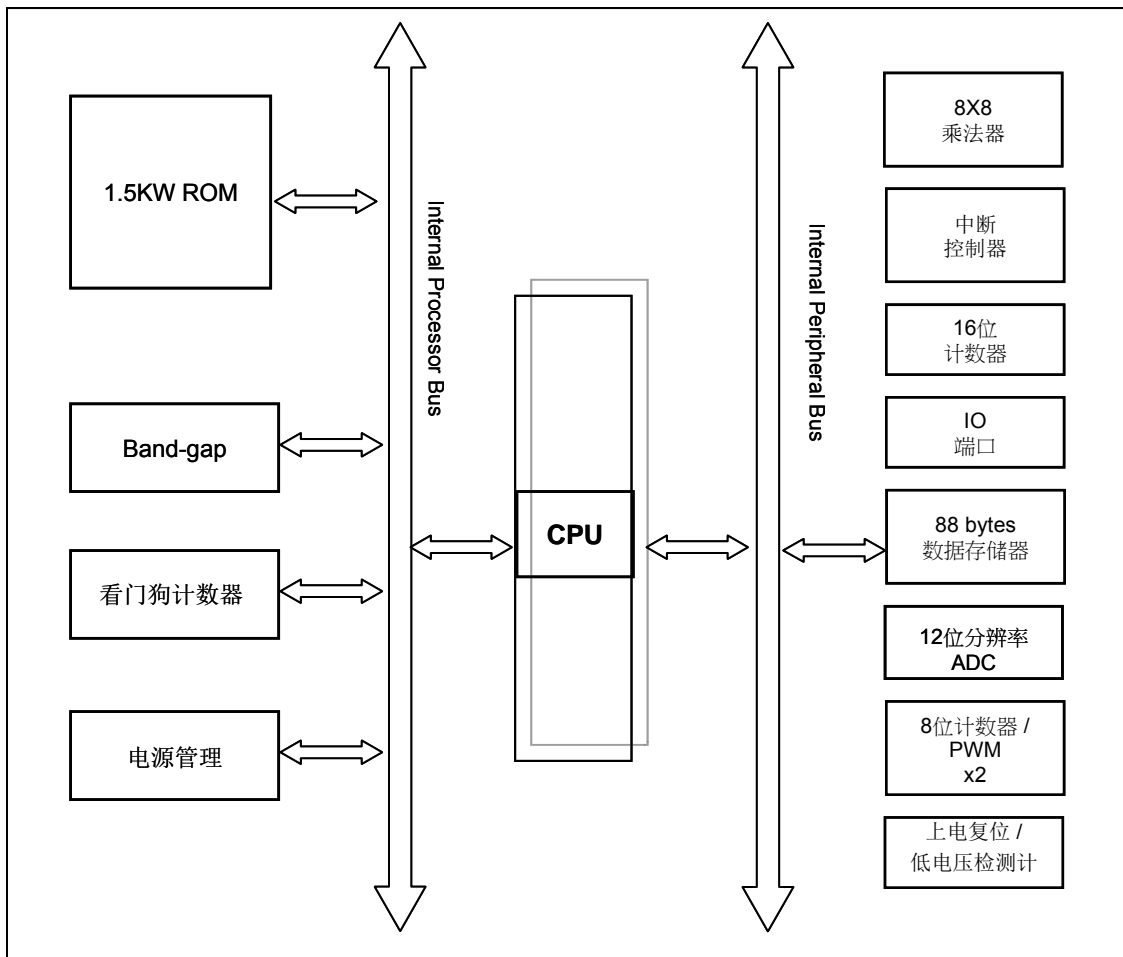 1.5KW ROM
Band-gap
看门狗计数器
电源管理
Internal Processor Bus
CPU
Internal Peripheral Bus
8X8
乘法器
中断
控制器
16位
计数器
IO
端口
88 bytes
数据存储器
12位分辨率
ADC
8位计数器 /
PWM
x2
上电复位 /
低电压检测计